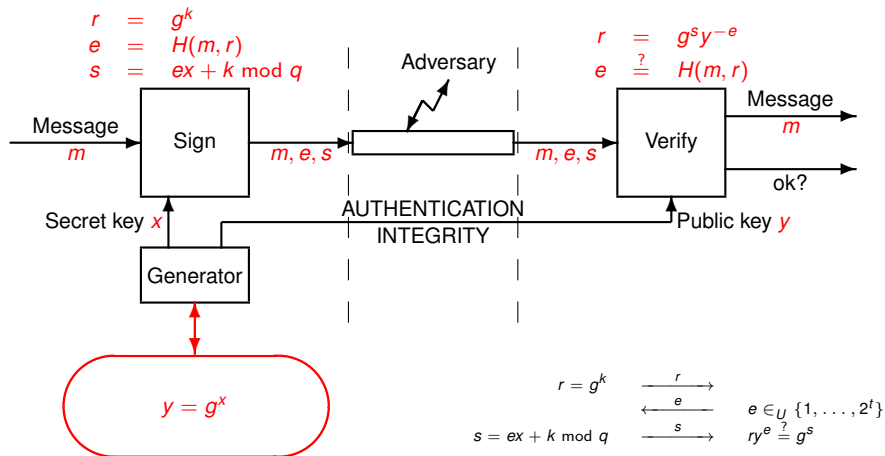 r = g^k
e = H(m, r)
s = ex + k mod q
r = g^s y^{-e}
e ≟ H(m, r)
Adversary
Message
m
Sign
m, e, s
m, e, s
Verify
Message
m
ok?
Secret key x
AUTHENTICATION
INTEGRITY
Public key y
Generator
y = g^x
r = g^k r
e e ∈_U {1, . . . , 2^t}
s = ex + k mod q s ry^e ≟ g^s